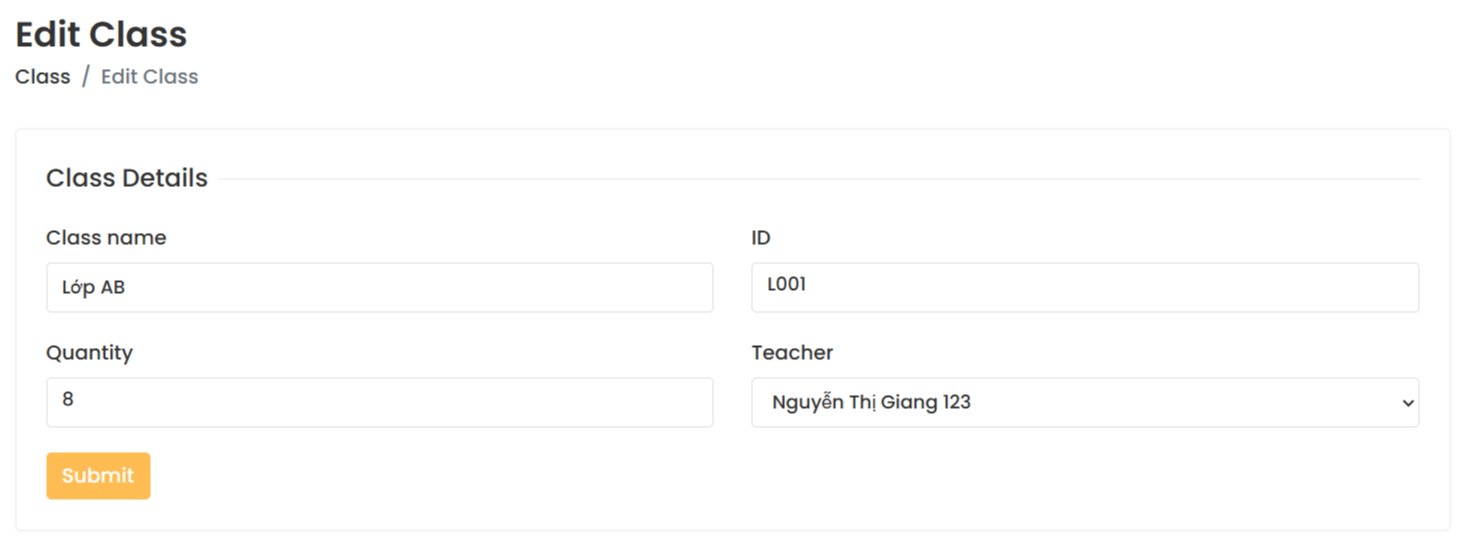 Edit Class
Class / Edit Class
Class Details
Class name
ID
Lớp AB
L001
Quantity
Teacher
8
Nguyễn Thị Giang 123
Submit